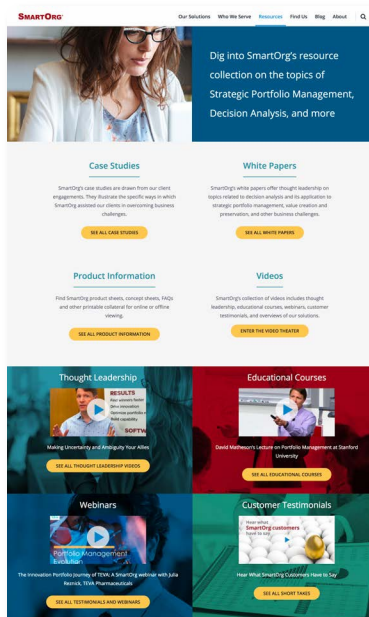 SMARTORG
Our Solutions Who We Serve Resources Find Us Blog About
Dig into SmartOrg's resource
collection on the topics of
Strategic Portfolio Management,
Decision Analysis, and more
Case Studies
SmartOrg's case studies are drawn from our client
engagements. They illustrate the specific ways in which
SmartOrg assisted our clients in overcoming business
challenges.
SEE ALL CASE STUDIES
White Papers
SmartOrg's white papers offer thought leadership on
topics related to decision analysis and its application to
strategic portfolio management, value creation and
preservation, and other business challenges.
SEE ALL WHITE PAPERS
Product Information
Find SmartOrg product sheets, concept sheets, FAQs
and other printable collateral for online or offline
viewing.
SEE ALL PRODUCT INFORMATION
Videos
SmartOrg's collection of videos includes thought
leadership, educational courses, webinars, customer
testimonials, and overviews of our solutions.
ENTER THE VIDEO THEATER
Thought Leadership
RESULTS
SOFTW
Making Uncertainty and Ambiguity Your Allies
SEE ALL THOUGHT LEADERSHIP VIDEOS
Educational Courses
David Matheson's Lecture on Portfolio Management at Stanford
University
SEE ALL EDUCATIONAL COURSES
Webinars
Portfolio Management
Evolution
The Innovation Portfolio Journey of TEVA: A SmartOrg webinar with Julia
Reznick, TEVA Pharmaceuticals
SEE ALL TESTIMONIALS AND WEBINARS
Customer Testimonials
Hear what
SmartOrg customers
have to say
Hear What SmartOrg Customers Have to Say
SEE ALL SHORT TAKES